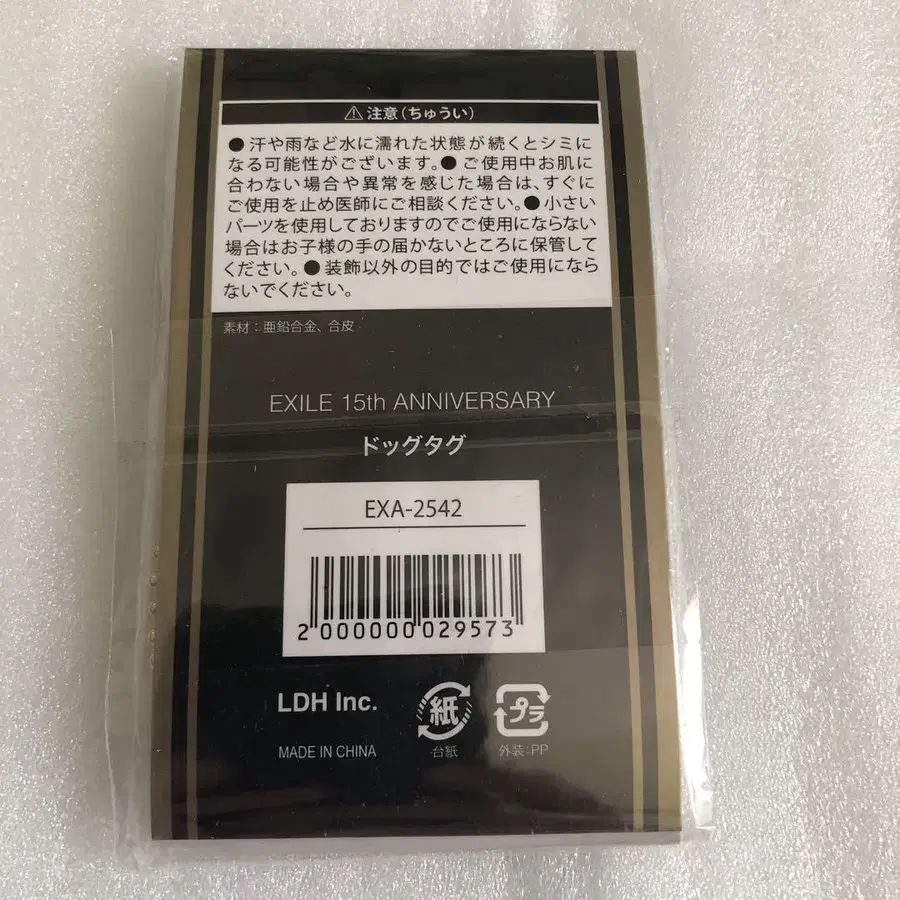 ⚠注意(ちゅうい)
●汗や雨など水に濡れた状態が続くとシミに
なる可能性がございます。●ご使用中お肌に
合わない場合や異常を感じた場合は、すぐに
ご使用を止め医師にご相談ください。●小さい
パーツを使用しておりますのでご使用にならない
場合はお子様の手の届かないところに保管して
ください。●装飾以外の目的ではご使用になら
ないでください。
素材：亜鉛合金、合皮
EXILE 15th ANNIVERSARY
ドッグタグ
EXA-2542
2 000000 029573
LDH Inc.
紙
プラ
MADE IN CHINA
台紙
外装：PP